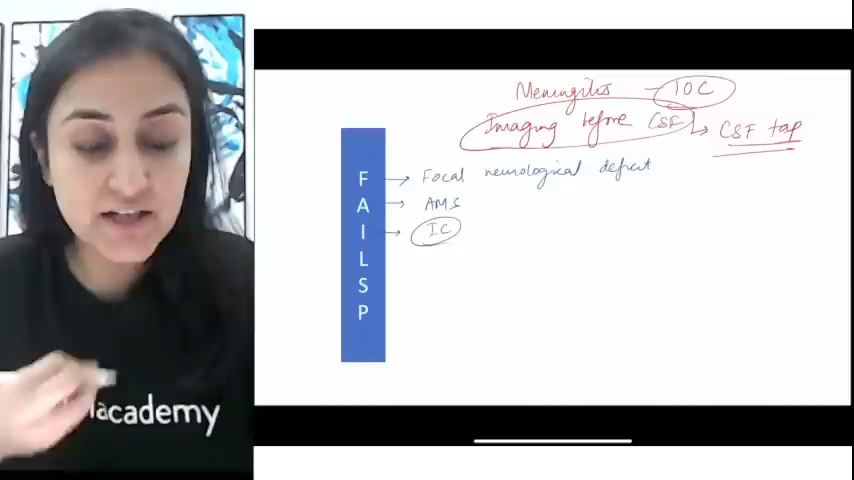 Meningitis - IOC
Imaging before CSF → CSF tap
F → Focal neurological deficit
A → AMS
I → IC
L
S
P
academy